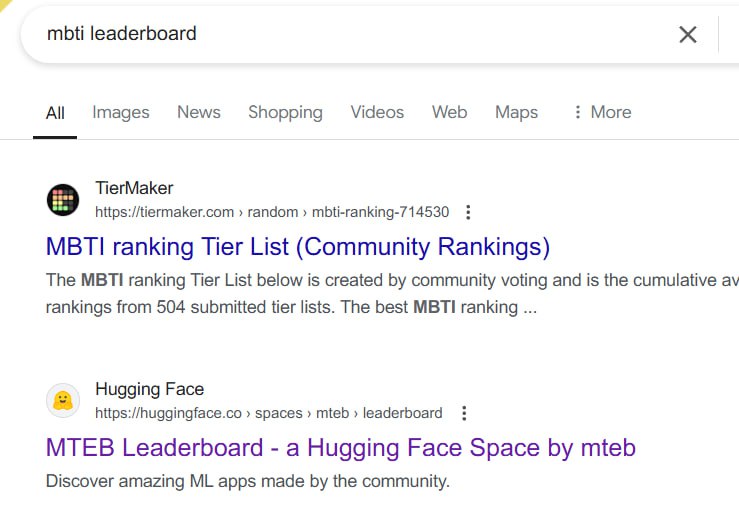 mbti leaderboard
All Images News Shopping Videos Web Maps More
TierMaker
https://tiermaker.com › random › mbti-ranking-714530
MBTI ranking Tier List (Community Rankings)
The MBTI ranking Tier List below is created by community voting and is the cumulative av
rankings from 504 submitted tier lists. The best MBTI ranking ...
Hugging Face
https://huggingface.co › spaces › mteb › leaderboard
MTEB Leaderboard - a Hugging Face Space by mteb
Discover amazing ML apps made by the community.